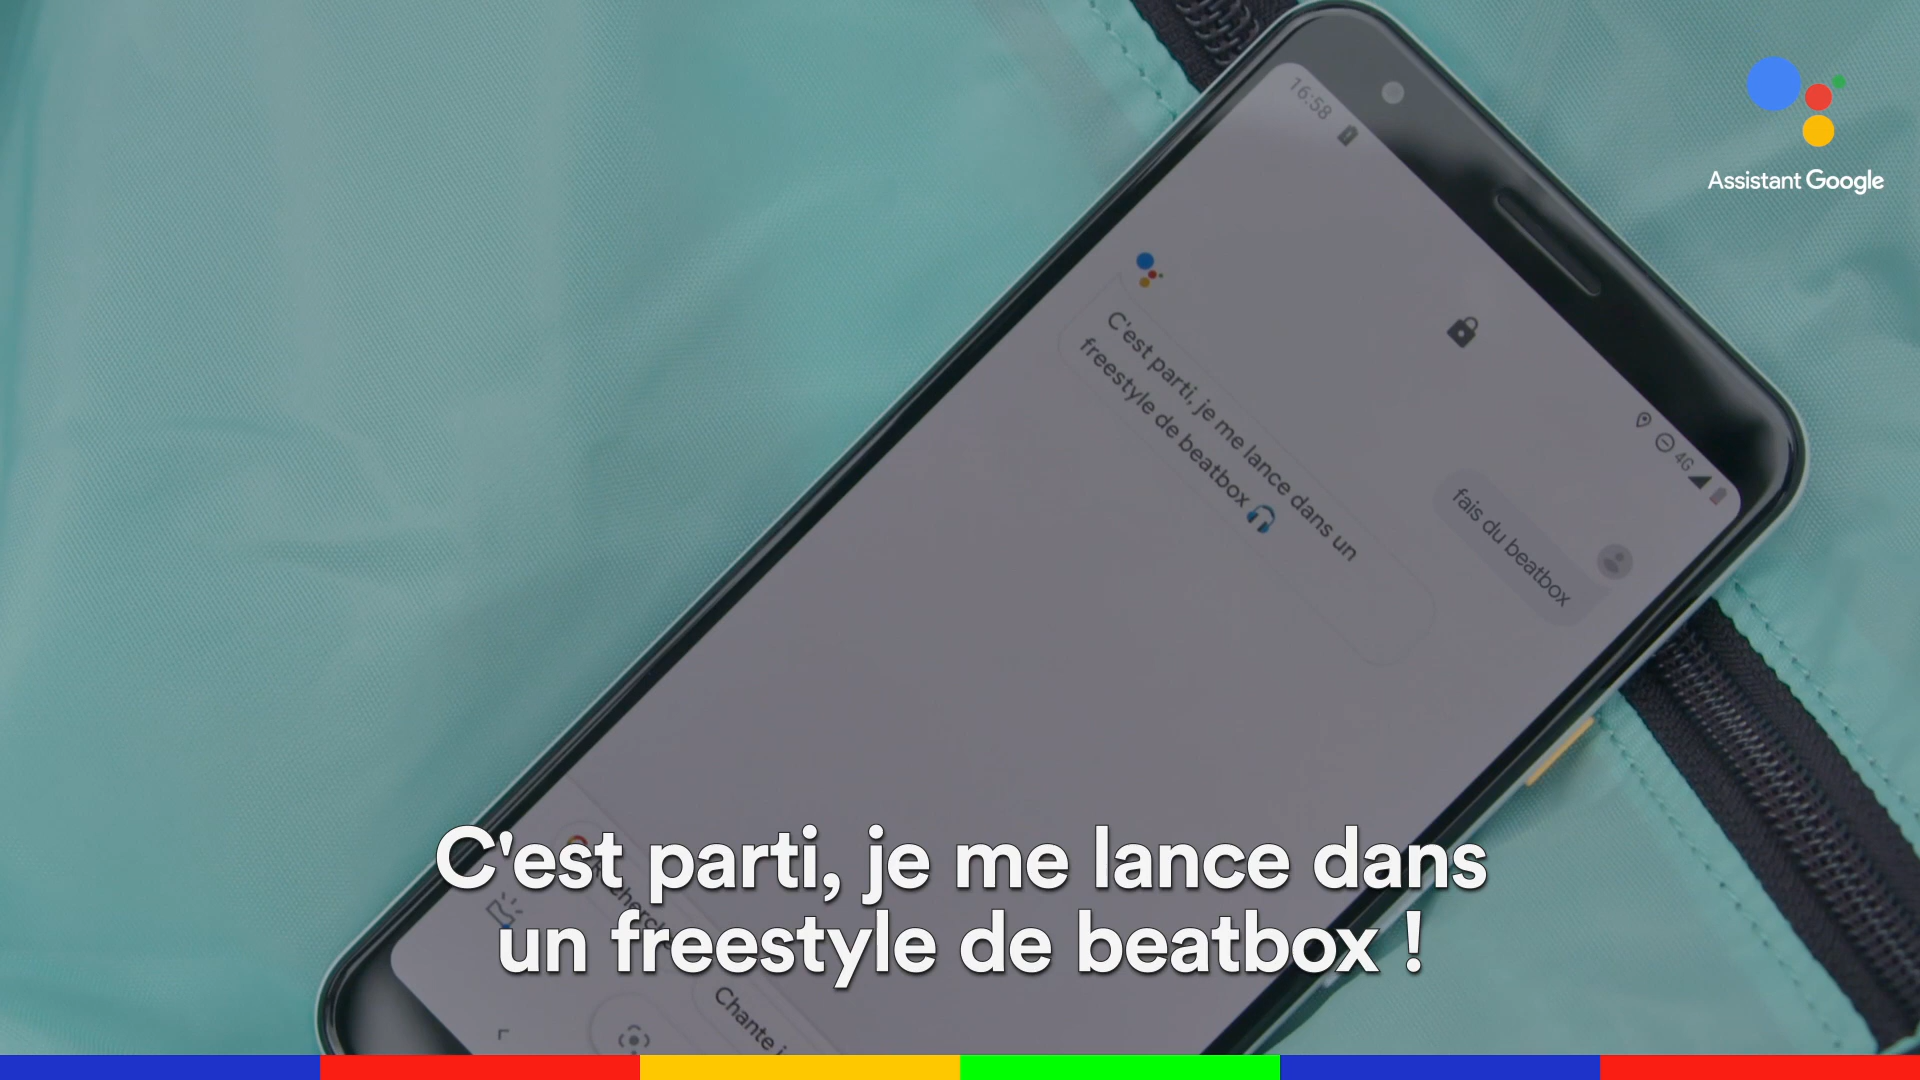 16:58
Assistant Google
C'est parti, je me lance dans un
freestyle de beatbox
4G
fais du beatbox
C'est parti, je me lance dans
un freestyle de beatbox !
Chante